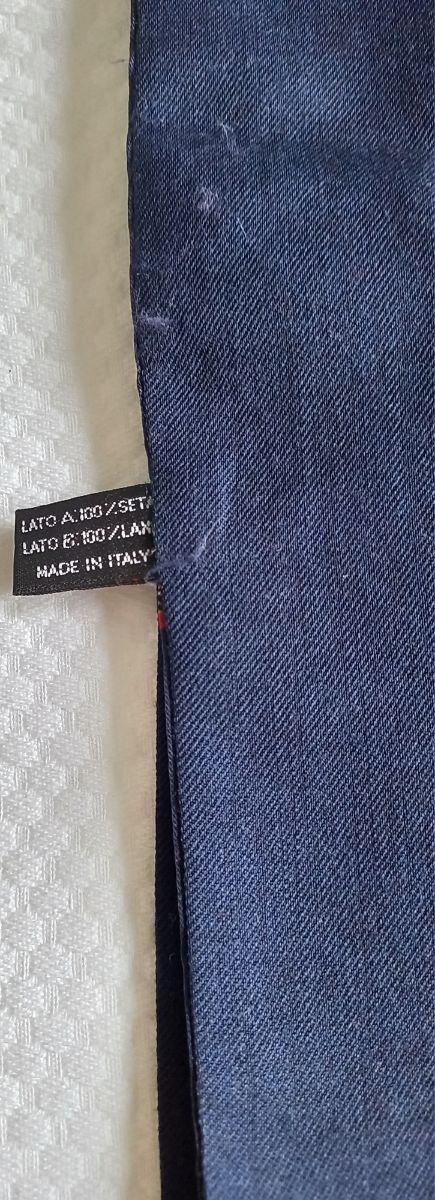 LATO A:100%SETA
LATO B:100%LAN
MADE IN ITALY